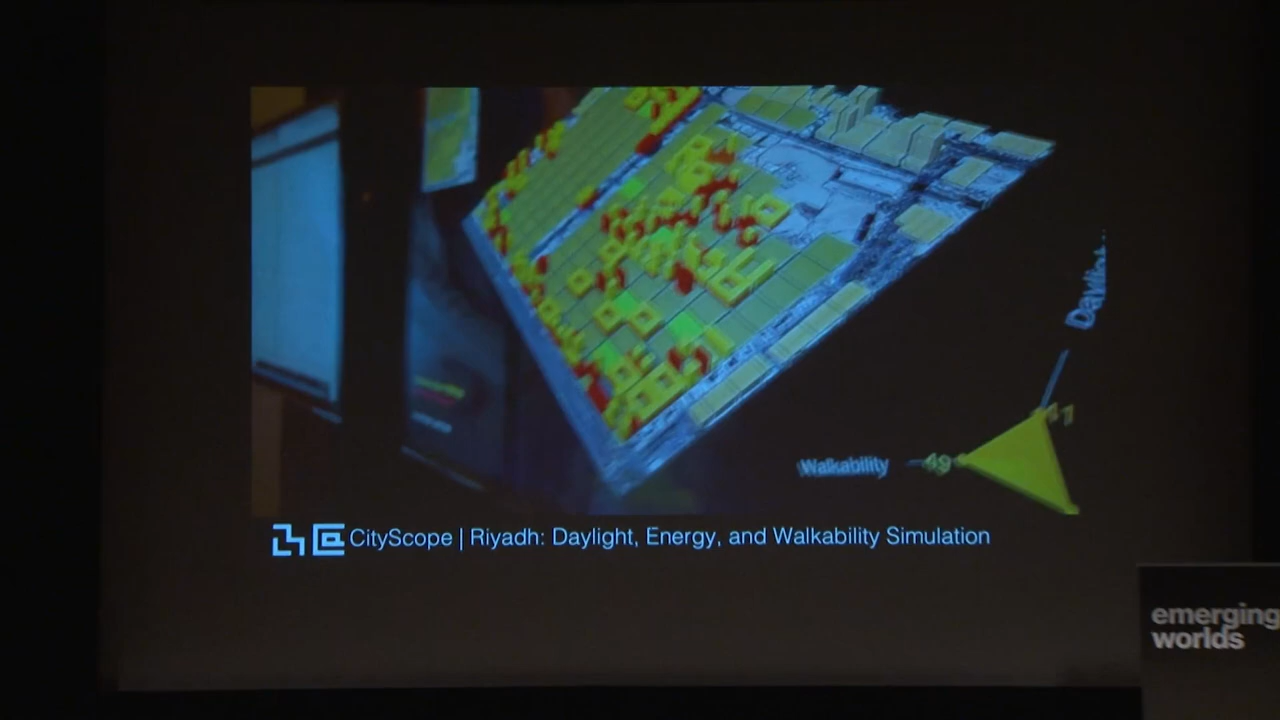 Walkability
49
CityScope | Riyadh: Daylight, Energy, and Walkability Simulation
emerging
worlds